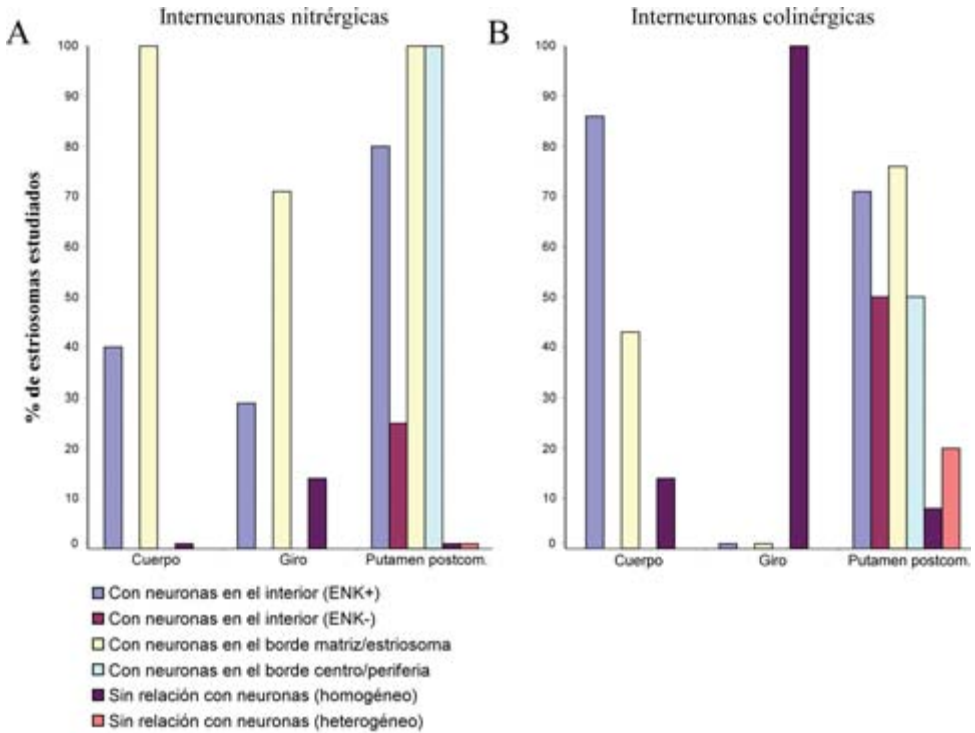 Interneuronas nitrérgicas
Interneuronas colinérgicas
A
B
% de estriosomas estudiados
100
90
80
70
60
50
40
30
20
10
0
Cuerpo
Giro
Putamen postcom.
100
90
80
70
60
50
40
30
20
10
0
Cuerpo
Giro
Putamen postcom.
Con neuronas en el interior (ENK+)
Con neuronas en el interior (ENK-)
Con neuronas en el borde matriz/estriosoma
Con neuronas en el borde centro/periferia
Sin relación con neuronas (homogéneo)
Sin relación con neuronas (heterogéneo)